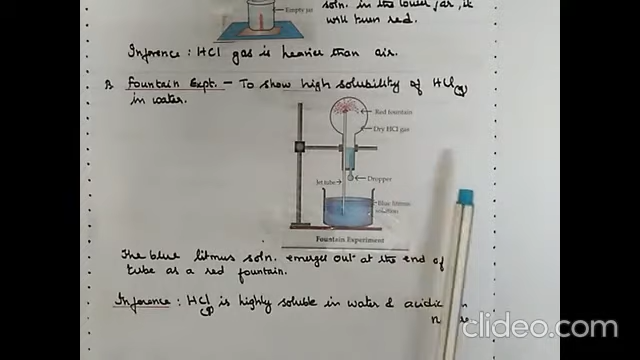 soln. in the lower jar, it
will turn red.
Empty jar
Inference : HCl gas is heavier than air.
B. Fountain Expt. - To show high solubility of HCl(g)
in water.
Red fountain
Dry HCl gas
Jet tube
Dropper
Blue litmus
solution
Fountain Experiment
The blue litmus soln. emerges out at the end of
tube as a red fountain.
Inference : HCl(g) is highly soluble in water & acidic in
clideo.com